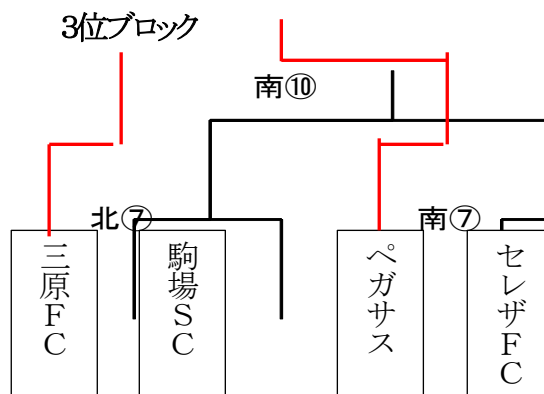 3位ブロック
南⑩
北⑦
南⑦
三原FC
駒場SC
ペガサス
セレザFC